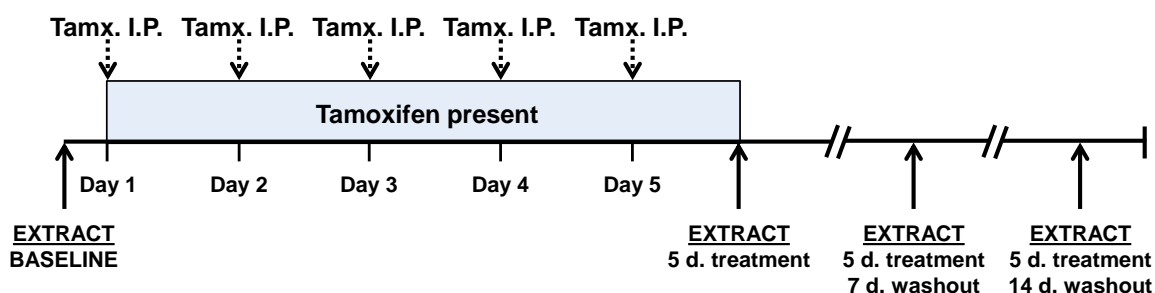 Tamx. I.P. Tamx. I.P. Tamx. I.P. Tamx. I.P. Tamx. I.P.
Tamoxifen present
Day 1 Day 2 Day 3 Day 4 Day 5
EXTRACT
BASELINE
EXTRACT
5 d. treatment
EXTRACT
5 d. treatment
7 d. washout
EXTRACT
5 d. treatment
14 d. washout